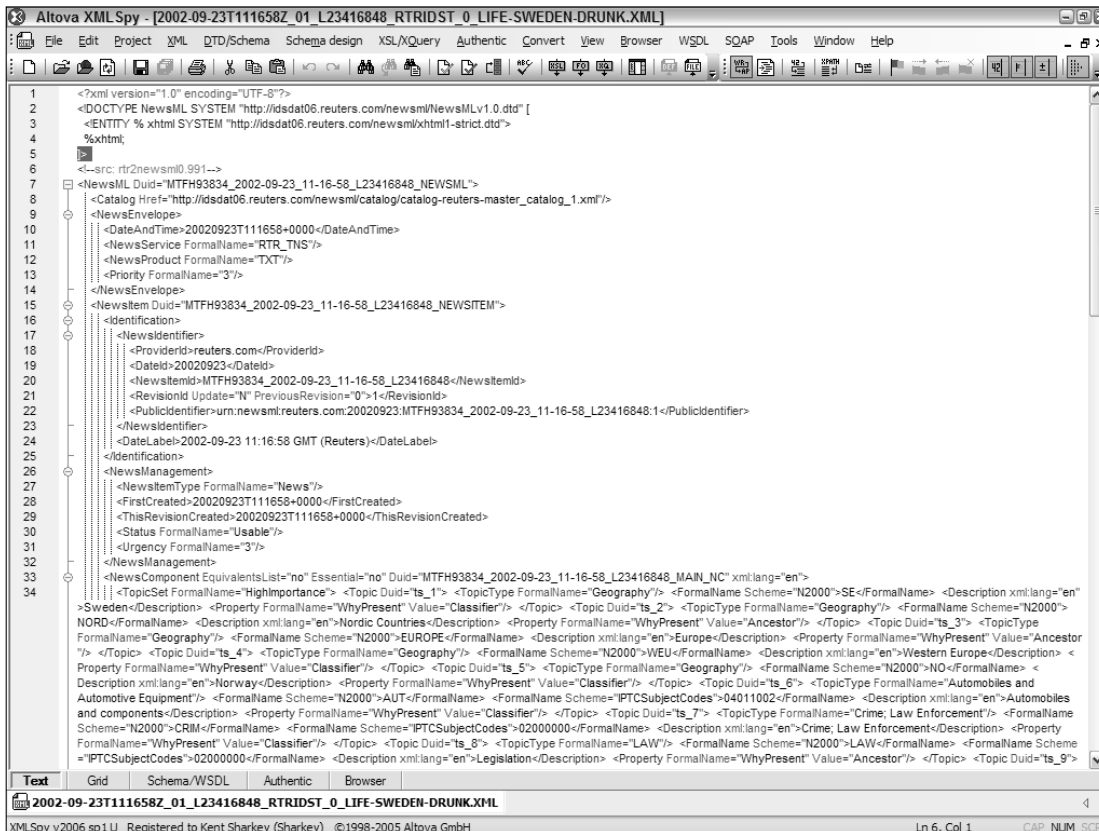 Altova XMLSpy - [2002-09-23T111658Z_01_L23416848_RTRIDST_0_LIFE-SWEDEN-DRUNK.XML]
File Edit Project XML DTD/Schema Schema design XSL/XQuery Authentic Convert View Browser WSDL SOAP Tools Window Help
1 <?xml version="1.0" encoding="UTF-8"?>
2 <!DOCTYPE NewsML SYSTEM "http://idsdat06.reuters.com/newsml/NewsMLv1.0.dtd" [
3 <!ENTITY % xhtml SYSTEM "http://idsdat06.reuters.com/newsml/xhtml1-strict.dtd">
4 %xhtml;
5 ]>
6 <!--src: rtr2newsml0.991-->
7 <NewsML Duid="MTFH93834_2002-09-23_11-16-58_L23416848_NEWSML">
8 <Catalog Href="http://idsdat06.reuters.com/newsml/catalog/catalog-reuters-master_catalog_1.xml"/>
9 <NewsEnvelope>
10 <DateAndTime>20020923T111658+0000</DateAndTime>
11 <NewsService FormalName="RTR_TNS"/>
12 <NewsProduct FormalName="TXT"/>
13 <Priority FormalName="3"/>
14 </NewsEnvelope>
15 <NewsItem Duid="MTFH93834_2002-09-23_11-16-58_L23416848_NEWSITEM">
16 <Identification>
17 <NewsIdentifier>
18 <ProviderId>reuters.com</ProviderId>
19 <DateId>20020923</DateId>
20 <NewsItemId>MTFH93834_2002-09-23_11-16-58_L23416848</NewsItemId>
21 <RevisionId Update="N" PreviousRevision="0">1</RevisionId>
22 <PublicIdentifier>urn:newsml:reuters.com:20020923:MTFH93834_2002-09-23_11-16-58_L23416848:1</PublicIdentifier>
23 </NewsIdentifier>
24 <DateLabel>2002-09-23 11:16:58 GMT (Reuters)</DateLabel>
25 </Identification>
26 <NewsManagement>
27 <NewsItemType FormalName="News"/>
28 <FirstCreated>20020923T111658+0000</FirstCreated>
29 <ThisRevisionCreated>20020923T111658+0000</ThisRevisionCreated>
30 <Status FormalName="Usable"/>
31 <Urgency FormalName="3"/>
32 </NewsManagement>
33 <NewsComponent EquivalentsList="no" Essential="no" Duid="MTFH93834_2002-09-23_11-16-58_L23416848_MAIN_NC" xml:lang="en">
34 <TopicSet FormalName="HighImportance"> <Topic Duid="ts_1"> <TopicType FormalName="Geography"/> <FormalName Scheme="N2000">SE</FormalName> <Description xml:lang="en"
>Sweden</Description> <Property FormalName="WhyPresent" Value="Classifier"/> </Topic> <Topic Duid="ts_2"> <TopicType FormalName="Geography"/> <FormalName Scheme="N2000">
NORD</FormalName> <Description xml:lang="en">Nordic Countries</Description> <Property FormalName="WhyPresent" Value="Ancestor"/> </Topic> <Topic Duid="ts_3"> <TopicType
FormalName="Geography"/> <FormalName Scheme="N2000">EUROPE</FormalName> <Description xml:lang="en">Europe</Description> <Property FormalName="WhyPresent" Value="Ancestor
"/> </Topic> <Topic Duid="ts_4"> <TopicType FormalName="Geography"/> <FormalName Scheme="N2000">WEU</FormalName> <Description xml:lang="en">Western Europe</Description> <
Property FormalName="WhyPresent" Value="Classifier"/> </Topic> <Topic Duid="ts_5"> <TopicType FormalName="Geography"/> <FormalName Scheme="N2000">NO</FormalName> <
Description xml:lang="en">Norway</Description> <Property FormalName="WhyPresent" Value="Classifier"/> </Topic> <Topic Duid="ts_6"> <TopicType FormalName="Automobiles and
Automotive Equipment"/> <FormalName Scheme="N2000">AUT</FormalName> <FormalName Scheme="IPTCSubjectCodes">04011002</FormalName> <Description xml:lang="en">Automobiles
and components</Description> <Property FormalName="WhyPresent" Value="Classifier"/> </Topic> <Topic Duid="ts_7"> <TopicType FormalName="Crime; Law Enforcement"/> <FormalName
Scheme="N2000">CRIM</FormalName> <FormalName Scheme="IPTCSubjectCodes">02000000</FormalName> <Description xml:lang="en">Crime; Law Enforcement</Description> <Property
FormalName="WhyPresent" Value="Classifier"/> </Topic> <Topic Duid="ts_8"> <TopicType FormalName="LAW"/> <FormalName Scheme="N2000">LAW</FormalName> <FormalName Scheme
="IPTCSubjectCodes">02000000</FormalName> <Description xml:lang="en">Legislation</Description> <Property FormalName="WhyPresent" Value="Ancestor"/> </Topic> <Topic Duid="ts_9">
Text Grid Schema/WSDL Authentic Browser
2002-09-23T111658Z_01_L23416848_RTRIDST_0_LIFE-SWEDEN-DRUNK.XML
XMLSpy v2006 sp1 U Registered to Kent Sharkey (Sharkey) ©1998-2005 Altova GmbH Ln 6, Col 1 CAP NUM SCR